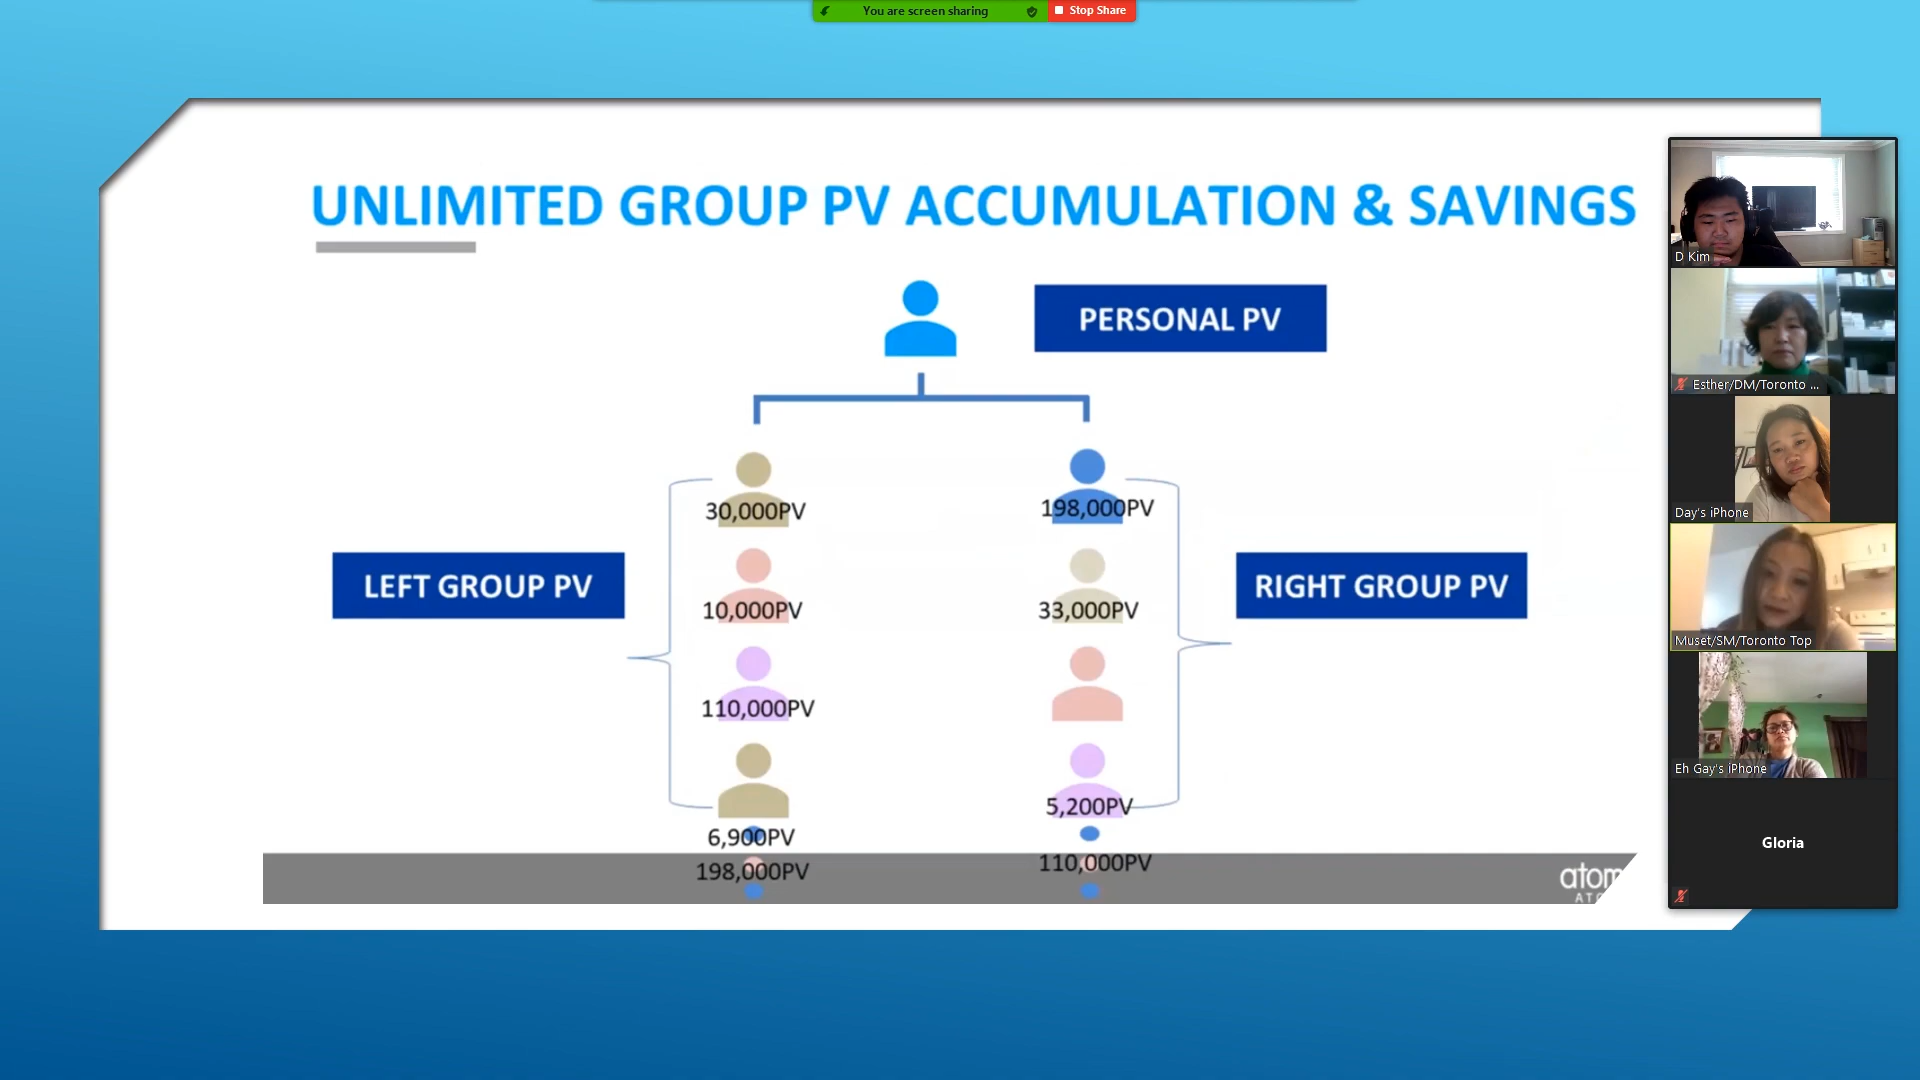 You are screen sharing
Stop Share
UNLIMITED GROUP PV ACCUMULATION & SAVINGS
PERSONAL PV
30,000PV
198,000PV
LEFT GROUP PV
10,000PV
33,000PV
RIGHT GROUP PV
110,000PV
6,900PV
5,200PV
198,000PV
110,000PV
atom
ATO
D Kim
Esther/DM/Toronto ...
Day's iPhone
Muset/SM/Toronto Top
Eh Gay's iPhone
Gloria